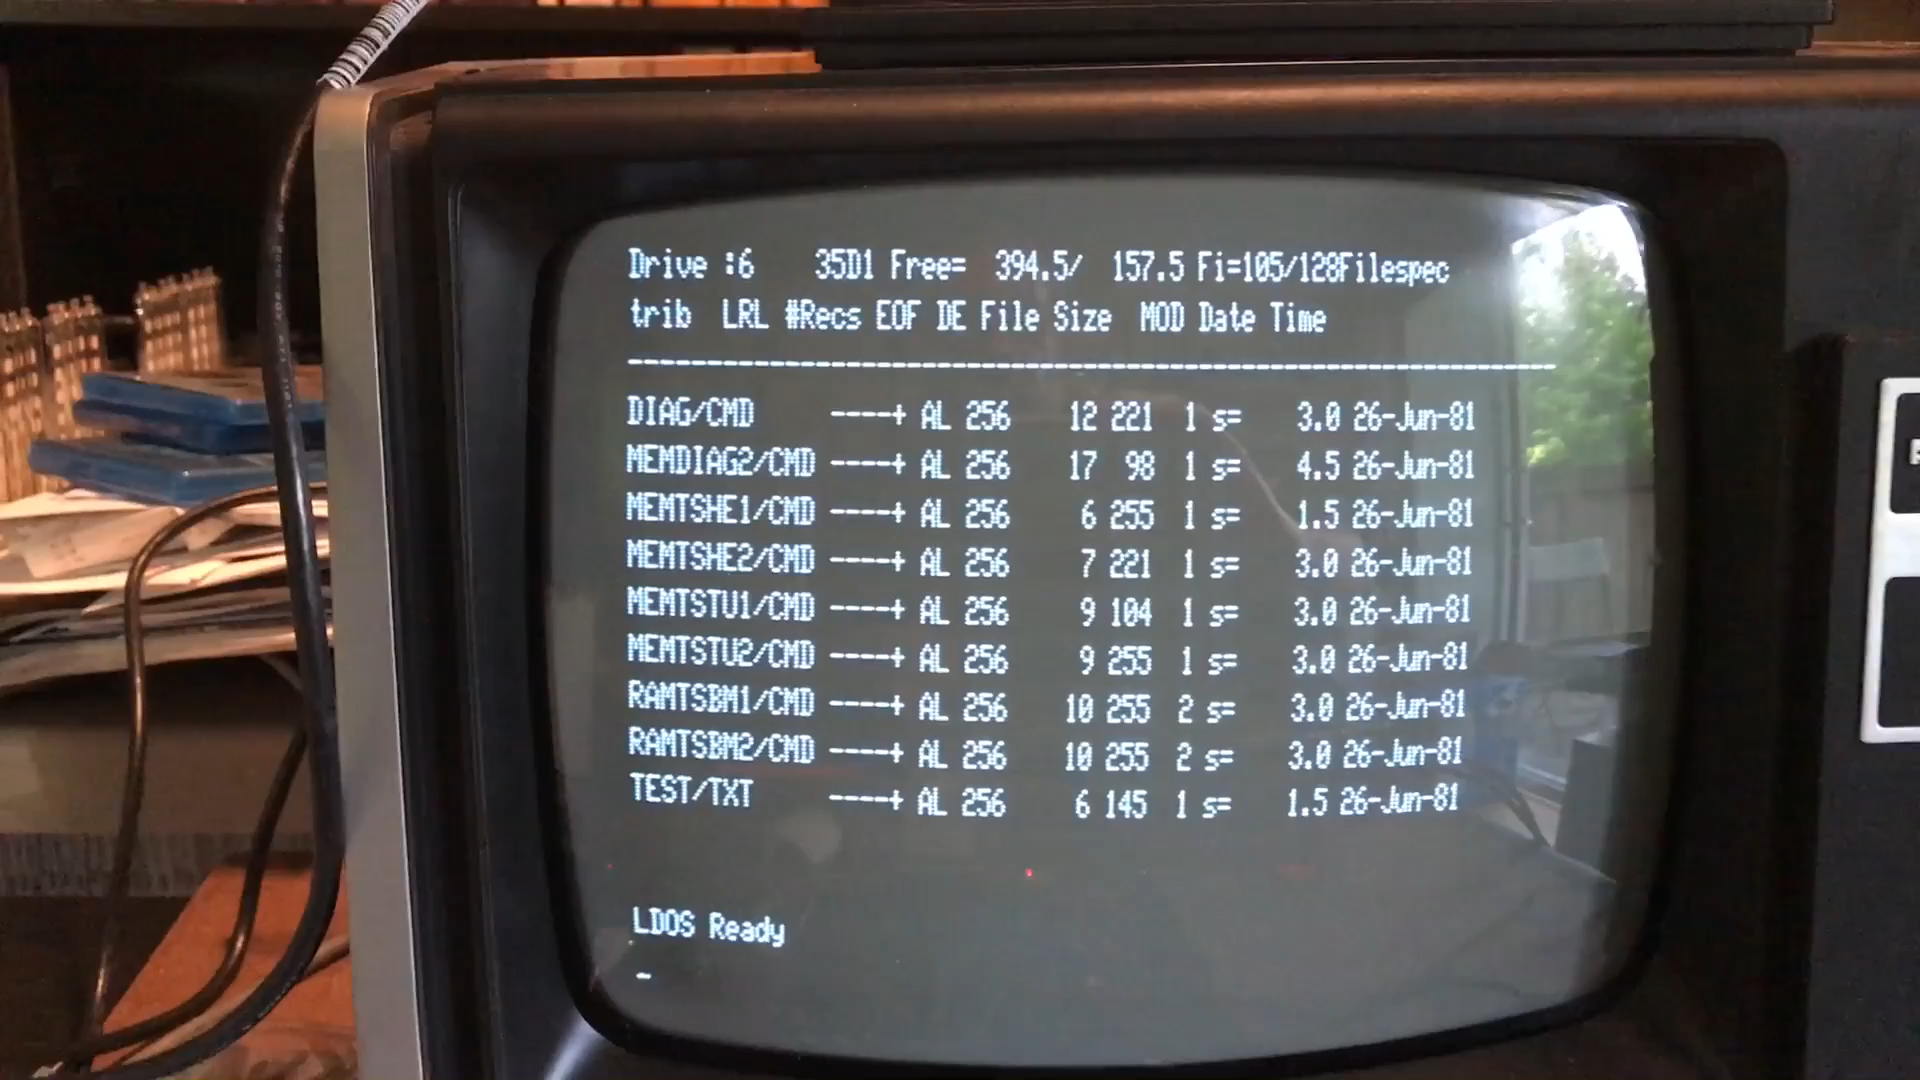 Drive :6    35D1 Free=  394.5/  157.5 Fi=105/128Filespec
trib  LRL #Recs EOF DE File Size  MOD Date Time
------------------------------------------------------------
DIAG/CMD     ----+ AL 256    12 221  1 s=    3.0 26-Jun-81
MEMDIAG2/CMD ----+ AL 256    17  98  1 s=    4.5 26-Jun-81
MEMTSHE1/CMD ----+ AL 256     6 255  1 s=    1.5 26-Jun-81
MEMTSHE2/CMD ----+ AL 256     7 221  1 s=    3.0 26-Jun-81
MEMTSTU1/CMD ----+ AL 256     9 104  1 s=    3.0 26-Jun-81
MEMTSTU2/CMD ----+ AL 256     9 255  1 s=    3.0 26-Jun-81
RAMTSBM1/CMD ----+ AL 256    10 255  2 s=    3.0 26-Jun-81
RAMTSBM2/CMD ----+ AL 256    10 255  2 s=    3.0 26-Jun-81
TEST/TXT     ----+ AL 256     6 145  1 s=    1.5 26-Jun-81
LDOS Ready